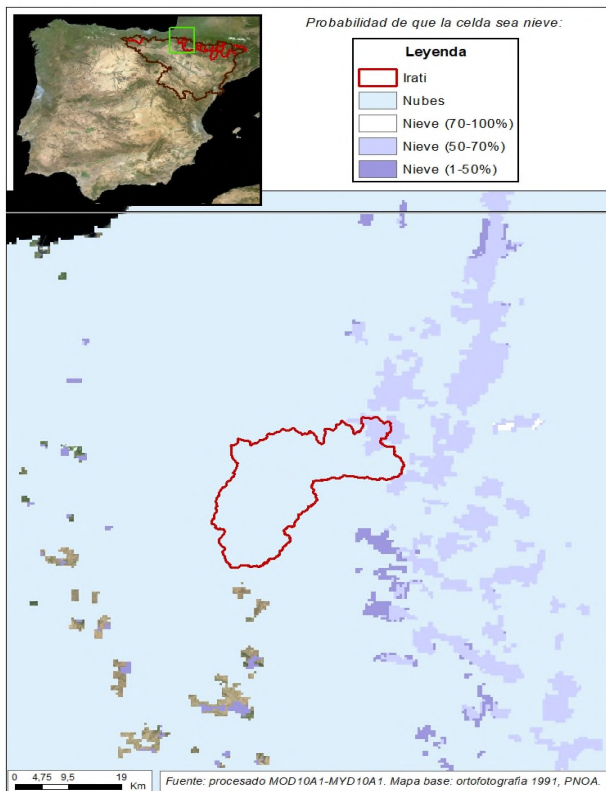 Probabilidad de que la celda sea nieve:
Leyenda
Irati
Nubes
Nieve (70-100%)
Nieve (50-70%)
Nieve (1-50%)
0 4,75 9,5 19
Km
Fuente: procesado MOD10A1-MYD10A1. Mapa base: ortofotografía 1991, PNOA.